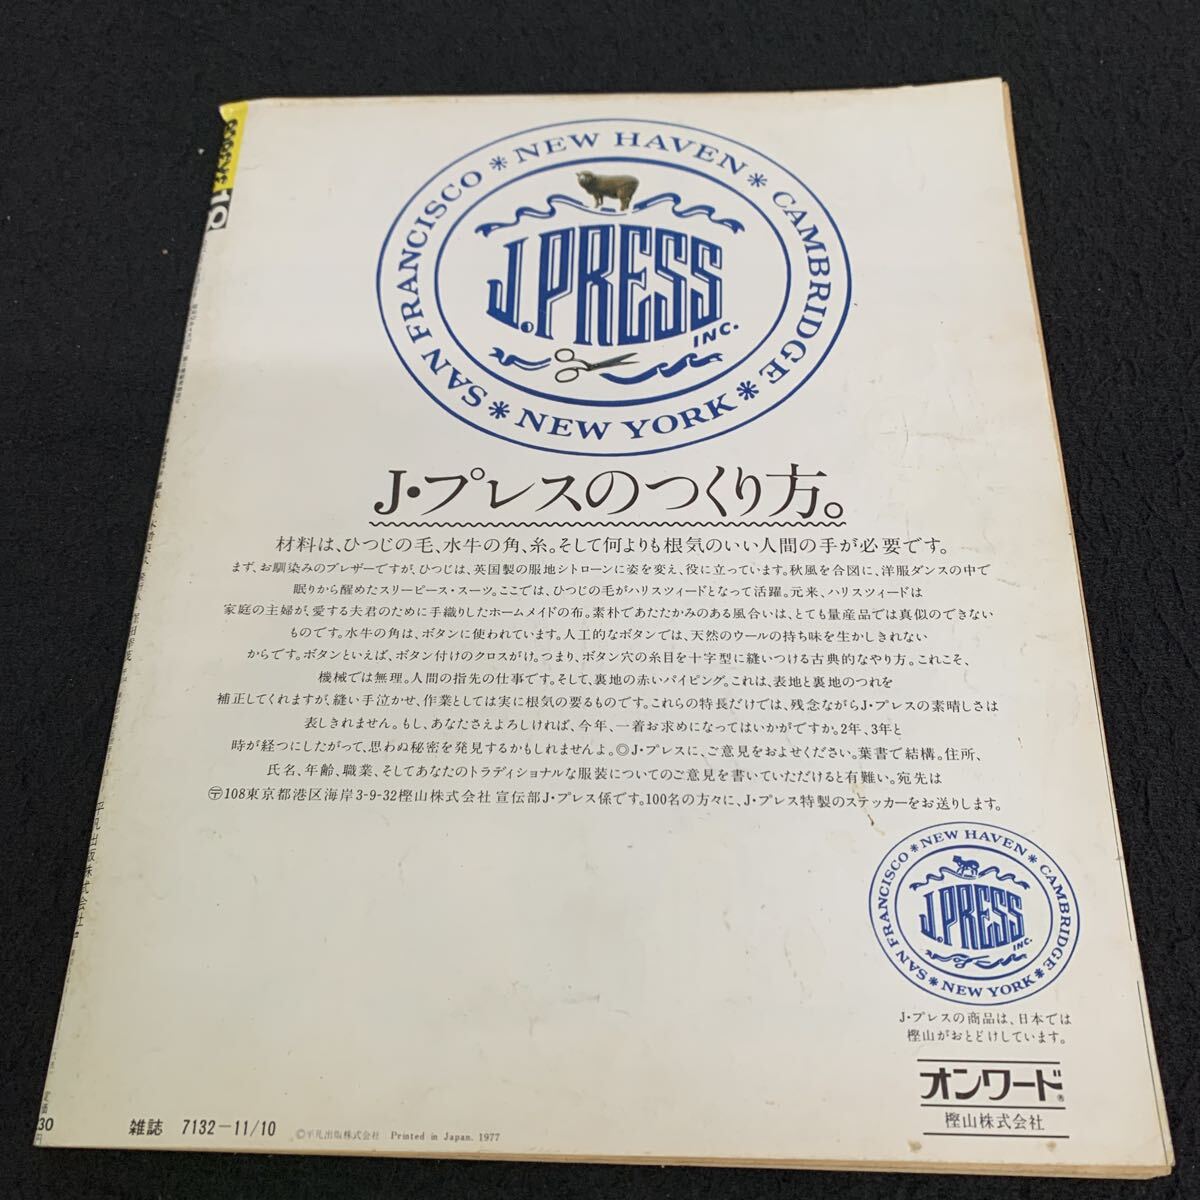 NEW HAVEN * CAMBRIDGE * NEW YORK * SAN FRANCISCO *
J.PRESS
INC.
J・プレスのつくり方。
材料は、ひつじの毛、水牛の角、糸。そして何よりも根気のいい人間の手が必要です。
まず、お馴染みのブレザーですが、ひつじは、英国製の服地シトローンに姿を変え、役に立っています。秋風を合図に、洋服ダンスの中で
眠りから醒めたスリーピース・スーツ。ここでは、ひつじの毛がハリスツィードとなって活躍。元来、ハリスツィードは
家庭の主婦が、愛する夫君のために手織りしたホームメイドの布。素朴であたたかみのある風合いは、とても量産品では真似のできない
ものです。水牛の角は、ボタンに使われています。人工的なボタンでは、天然のウールの持ち味を生かしきれない
からです。ボタンといえば、ボタン付けのクロスがけ。つまり、ボタン穴の糸目を十字型に縫いつける古典的なやり方。これこそ、
機械では無理。人間の指先の仕事です。そして、裏地の赤いパイピング。これは、表地と裏地のつれを
補正してくれますが、縫い手泣かせ、作業としては実に根気の要るものです。これらの特長だけでは、残念ながらJ・プレスの素晴しさは
表しきれません。もし、あなたさえよろしければ、今年、一着お求めになってはいかがですか。2年、3年と
時が経つにしたがって、思わぬ秘密を発見するかもしれませんよ。◎J・プレスに、ご意見をおよせください。葉書で結構。住所、
氏名、年齢、職業、そしてあなたのトラディショナルな服装についてのご意見を書いていただけると有難い。宛先は
〶108東京都港区海岸3-9-32樫山株式会社 宣伝部J・プレス係です。100名の方々に、J・プレス特製のステッカーをお送りします。
NEW HAVEN * CAMBRIDGE * NEW YORK * SAN FRANCISCO *
J.PRESS
INC.
J・プレスの商品は、日本では
樫山がおとどけしています。
オンワード®
樫山株式会社
雑誌 7132-11/10
©平凡出版株式会社 Printed in Japan. 1977
平凡出版株式会社
定価
30
円